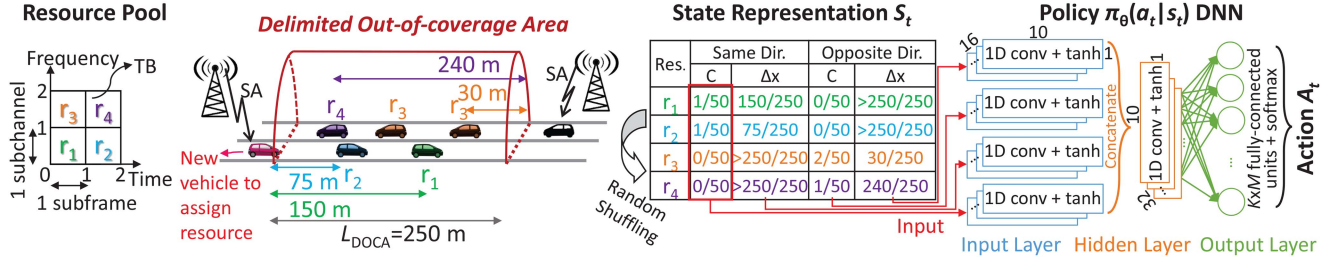 Resource Pool
Frequency
TB
2
r3
r4
1
r1
r2
1 subchannel
0
1
2
Time
1 subframe
Delimited Out-of-coverage Area
240 m
SA
SA
30 m
r4
r3
r3
New
vehicle to
assign
resource
75 m
r2
r1
150 m
LDOCA=250 m
State Representation St
Res.
Same Dir.
Opposite Dir.
C
Δx
C
Δx
r1 1/50 150/250 0/50 >250/250
r2 1/50 75/250 0/50 >250/250
r3 0/50 >250/250 2/50 30/250
r4 0/50 >250/250 1/50 240/250
Random
Shuffling
Input
Policy πθ(at|st) DNN
16
10
1
1D conv + tanh
...
1D conv + tanh
...
1D conv + tanh
...
1D conv + tanh
...
Concatenate
10
1
1D conv + tanh
...
32
...
...
KxM fully-connected
units + softmax
Action At
Input Layer
Hidden Layer
Output Layer